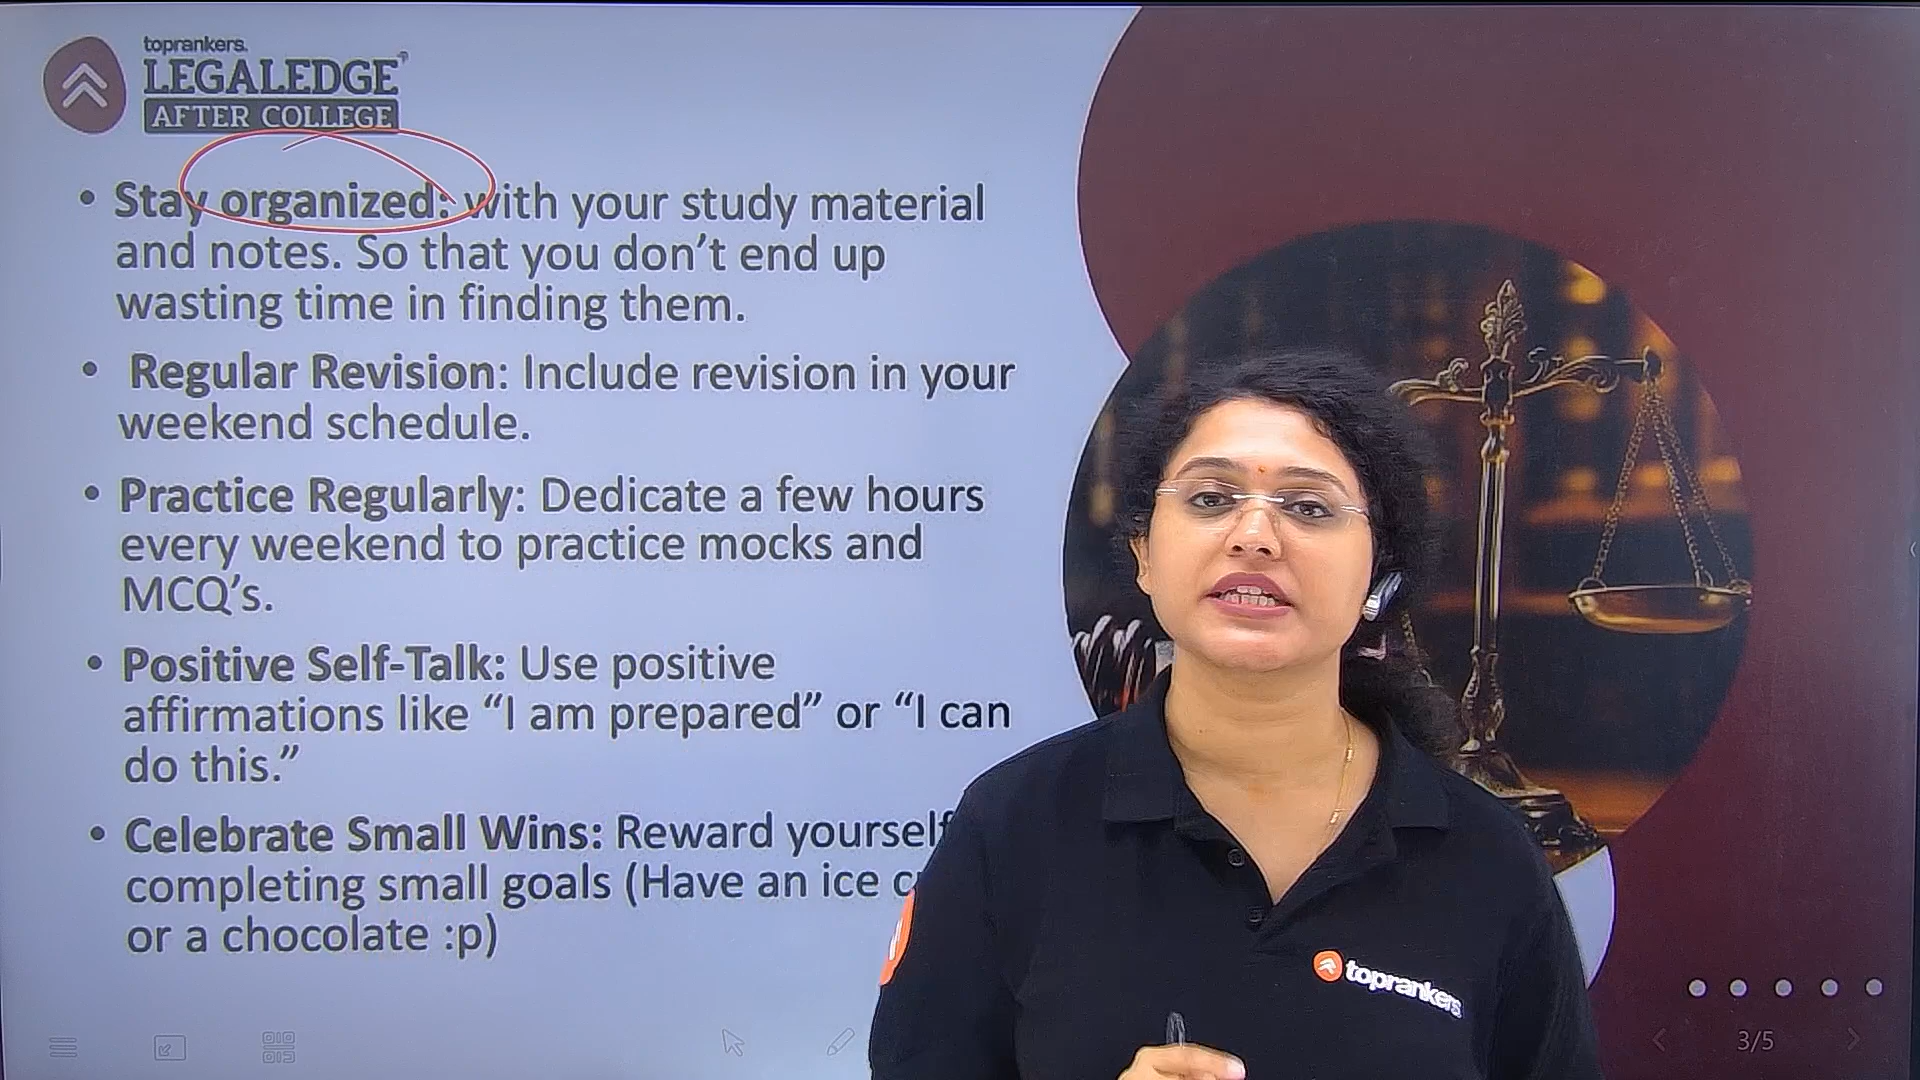 toprankers.
LEGALEDGE
AFTER COLLEGE
• Stay organized: with your study material
and notes. So that you don’t end up
wasting time in finding them.
• Regular Revision: Include revision in your
weekend schedule.
• Practice Regularly: Dedicate a few hours
every weekend to practice mocks and
MCQ’s.
• Positive Self-Talk: Use positive
affirmations like “I am prepared” or “I can
do this.”
• Celebrate Small Wins: Reward yourself
completing small goals (Have an ice
or a chocolate :p)
toprankers
3/5